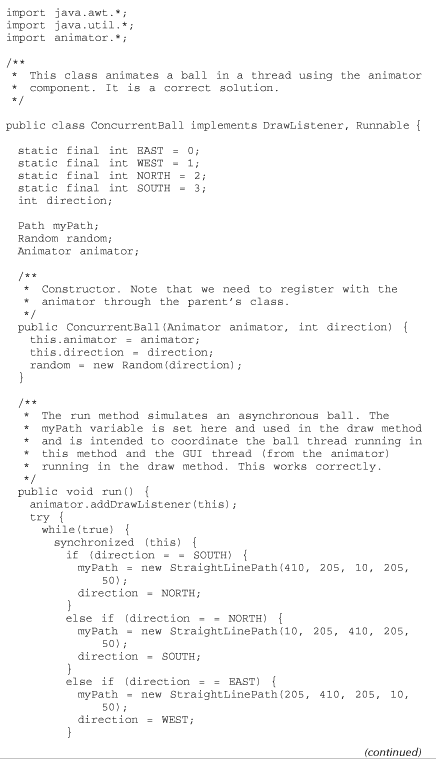 import java.awt.*;
import java.util.*;
import animator.*;

/**
 *  This class animates a ball in a thread using the animator
 *  component. It is a correct solution.
 */

public class ConcurrentBall implements DrawListener, Runnable {

  static final int EAST = 0;
  static final int WEST = 1;
  static final int NORTH = 2;
  static final int SOUTH = 3;
  int direction;

  Path myPath;
  Random random;
  Animator animator;

  /**
   *  Constructor. Note that we need to register with the
   *  animator through the parent's class.
   */
  public ConcurrentBall(Animator animator, int direction) {
    this.animator = animator;
    this.direction = direction;
    random = new Random(direction);
  }

  /**
   *  The run method simulates an asynchronous ball. The
   *  myPath variable is set here and used in the draw method
   *  and is intended to coordinate the ball thread running in
   *  this method and the GUI thread (from the animator)
   *  running in the draw method. This works correctly.
   */
  public void run() {
    animator.addDrawListener(this);
    try {
      while(true) {
        synchronized (this) {
          if (direction = = SOUTH) {
            myPath = new StraightLinePath(410, 205, 10, 205,
                50);
            direction = NORTH;
          }
          else if (direction = = NORTH) {
            myPath = new StraightLinePath(10, 205, 410, 205,
                50);
            direction = SOUTH;
          }
          else if (direction = = EAST) {
            myPath = new StraightLinePath(205, 410, 205, 10,
                50);
            direction = WEST;
          }

(continued)